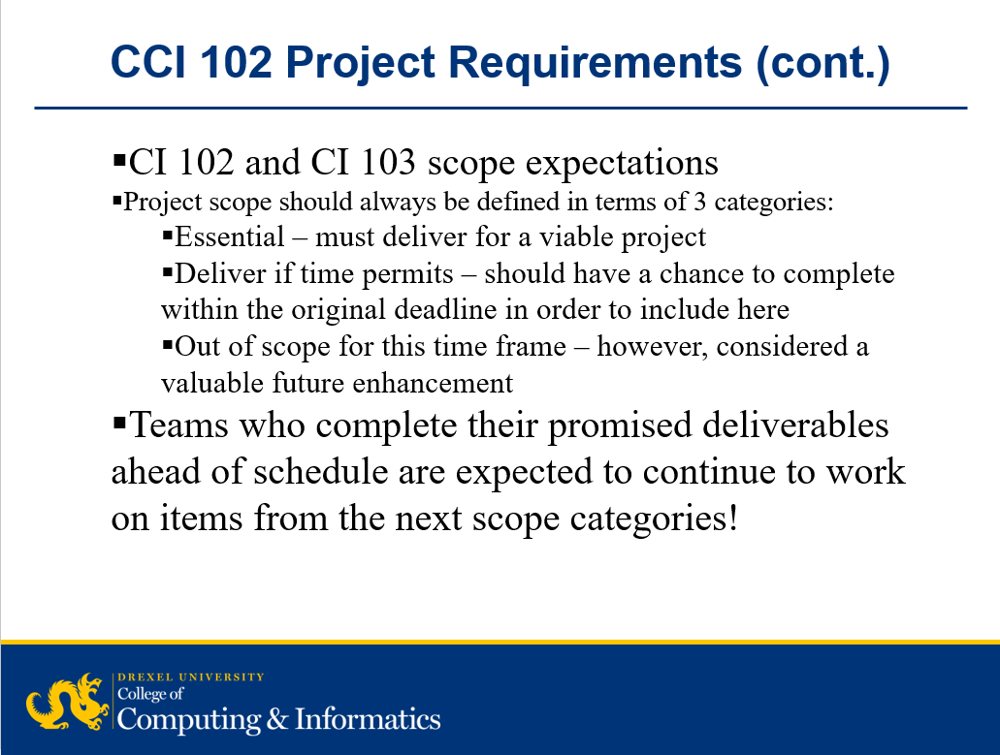 CCI 102 Project Requirements (cont.)
▪CI 102 and CI 103 scope expectations
▪Project scope should always be defined in terms of 3 categories:
▪Essential – must deliver for a viable project
▪Deliver if time permits – should have a chance to complete
within the original deadline in order to include here
▪Out of scope for this time frame – however, considered a
valuable future enhancement
▪Teams who complete their promised deliverables
ahead of schedule are expected to continue to work
on items from the next scope categories!
DREXEL UNIVERSITY
College of
Computing & Informatics